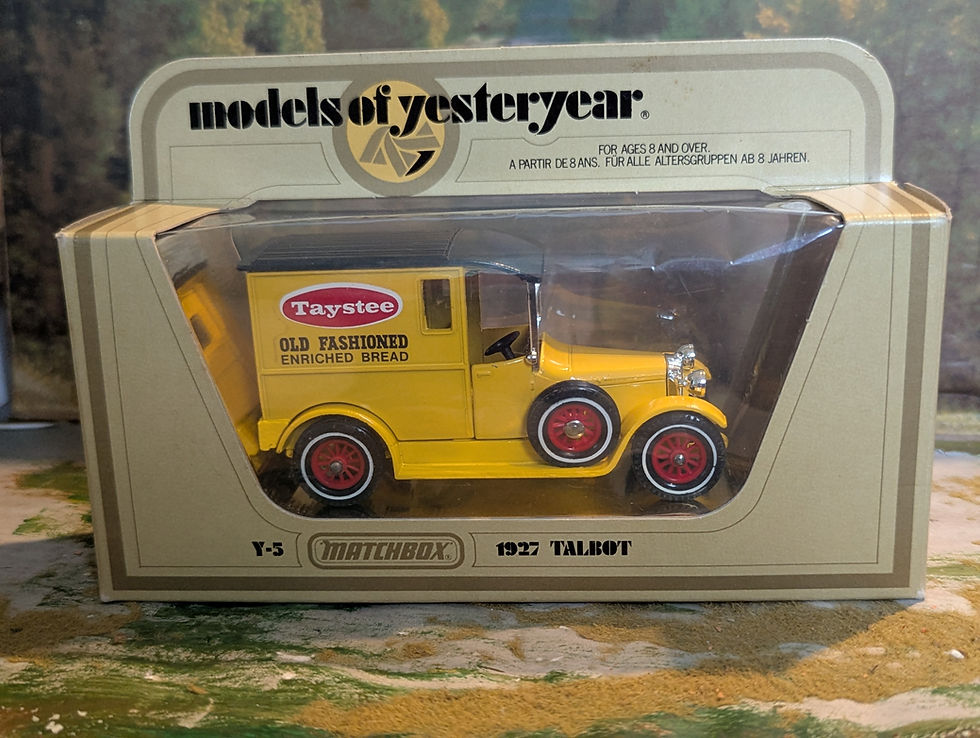 models of yesteryear®
FOR AGES 8 AND OVER.
A PARTIR DE 8 ANS. FÜR ALLE ALTERSGRUPPEN AB 8 JAHREN.
Taystee
OLD FASHIONED
ENRICHED BREAD
Y-5 MATCHBOX 1927 TALBOT